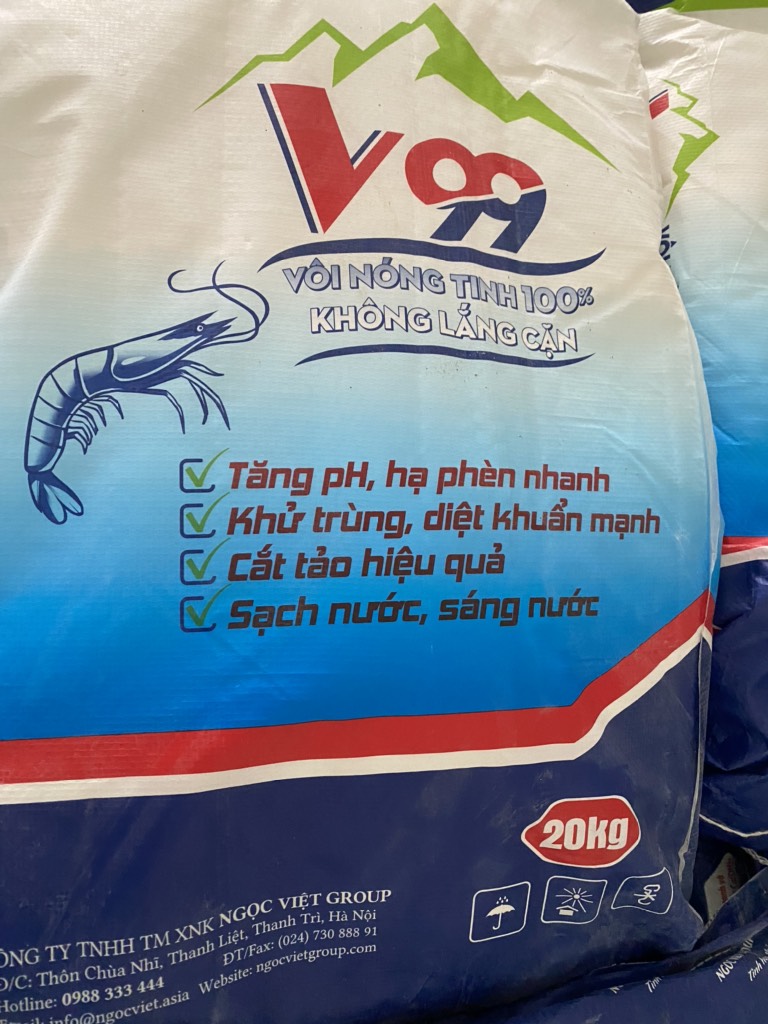 V99
VÔI NÓNG TINH 100%
KHÔNG LẮNG CẶN
Tăng pH, hạ phèn nhanh
Khử trùng, diệt khuẩn mạnh
Cắt tảo hiệu quả
Sạch nước, sáng nước
20Kg
ÔNG TY TNHH TM XNK NGỌC VIỆT GROUP
Đ/C: Thôn Chùa Nhĩ, Thanh Liệt, Thanh Trì, Hà Nội
Hotline: 0988 333 444 ĐT/Fax: (024) 730 888 91
Email: info@ngocviet.asia Website: ngocvietgroup.com